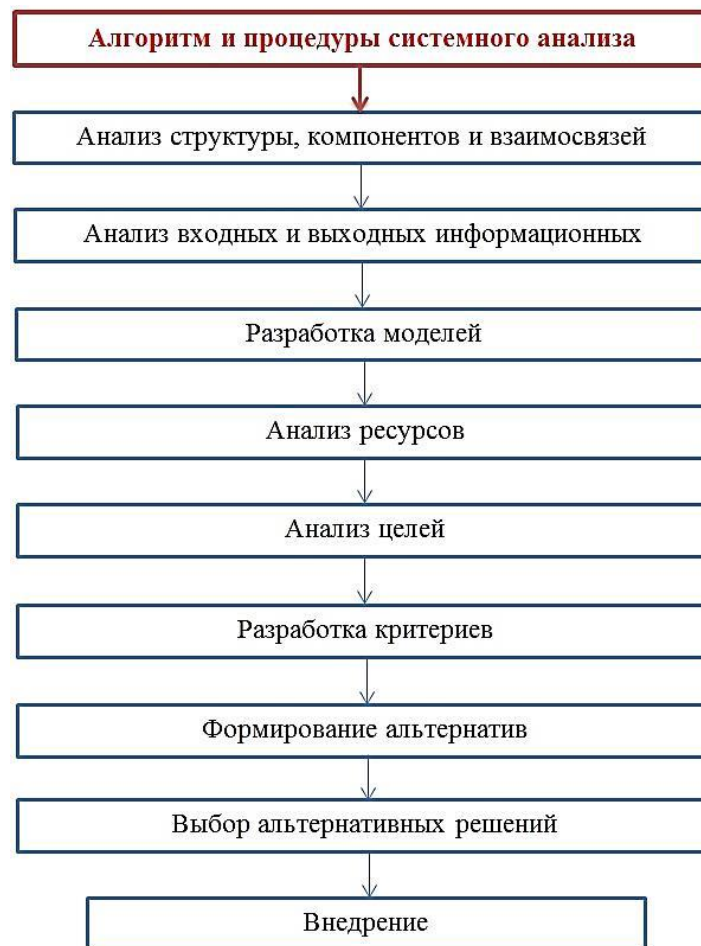 Алгоритм и процедуры системного анализа
Анализ структуры, компонентов и взаимосвязей
Анализ входных и выходных информационных
Разработка моделей
Анализ ресурсов
Анализ целей
Разработка критериев
Формирование альтернатив
Выбор альтернативных решений
Внедрение